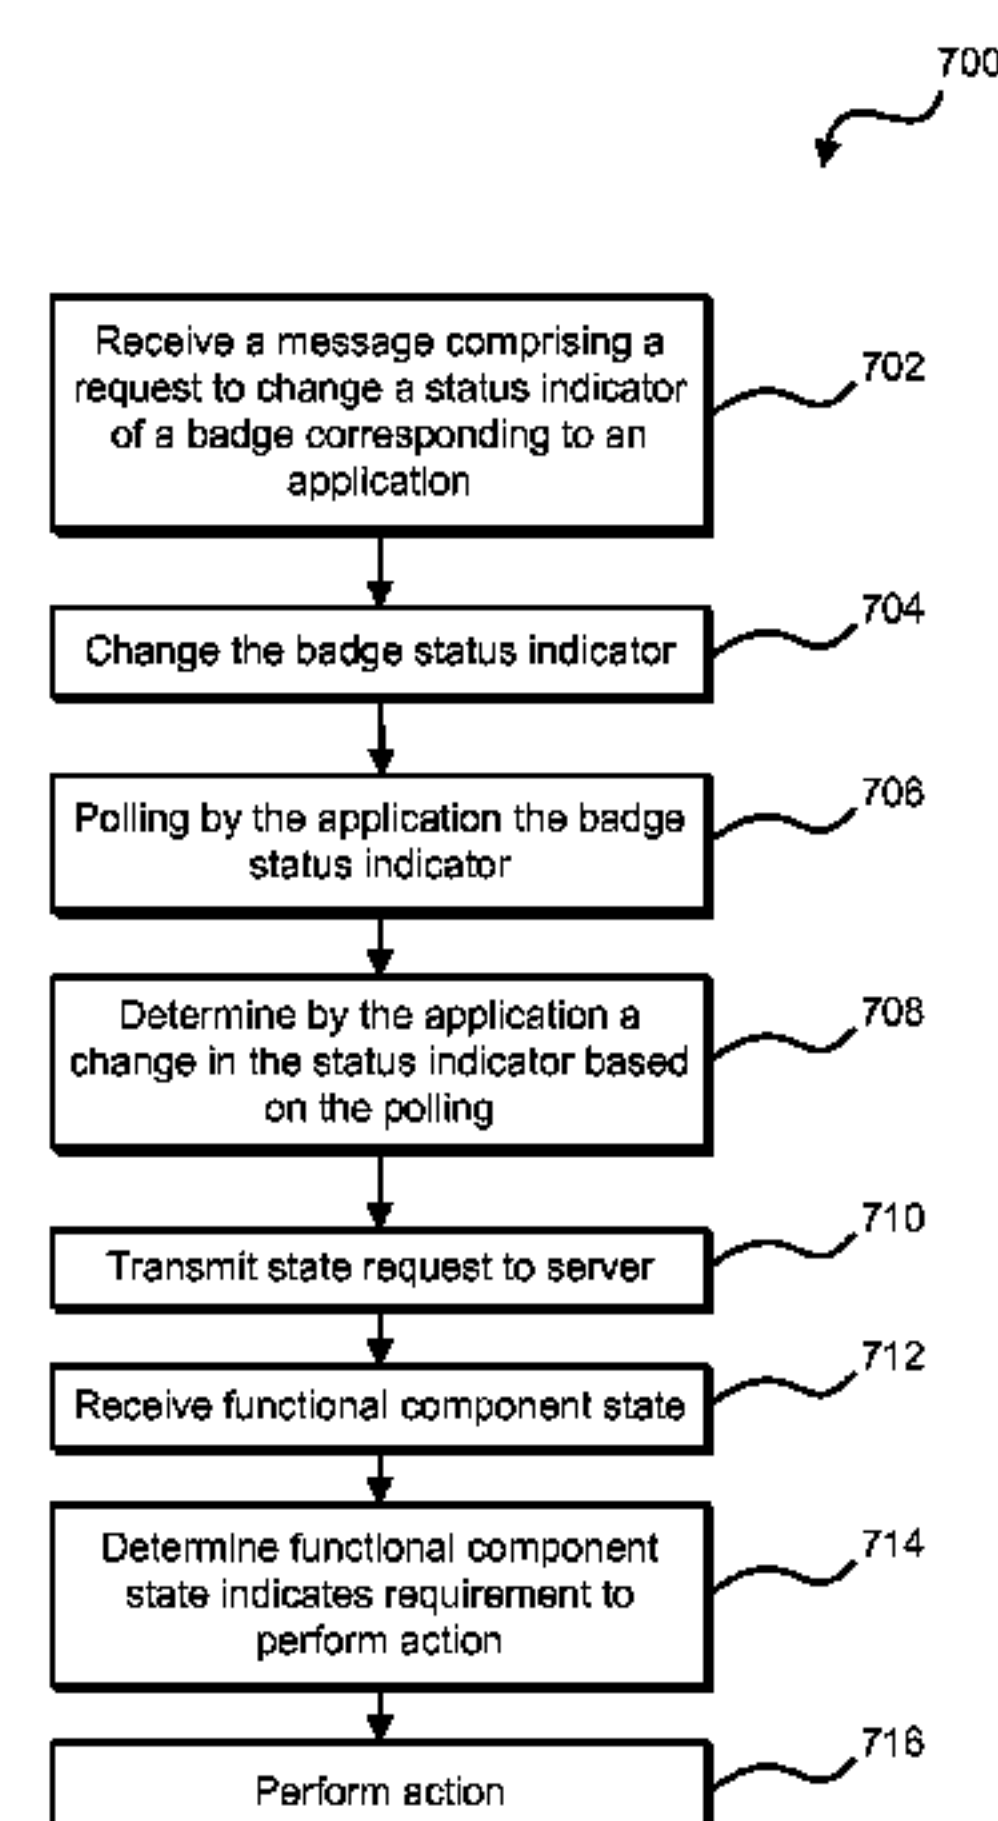 700
Receive a message comprising a
request to change a status indicator
of a badge corresponding to an
application
702
Change the badge status indicator
704
Polling by the application the badge
status indicator
706
Determine by the application a
change in the status indicator based
on the polling
708
Transmit state request to server
710
Receive functional component state
712
Determine functional component
state indicates requirement to
perform action
714
Perform action
716